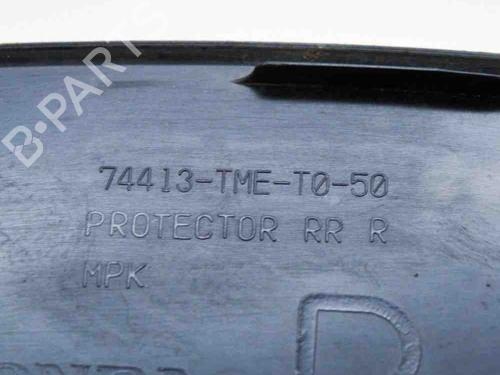 B-PARTS
74413-TME-T0-50
PROTECTOR RR R
MPK
R